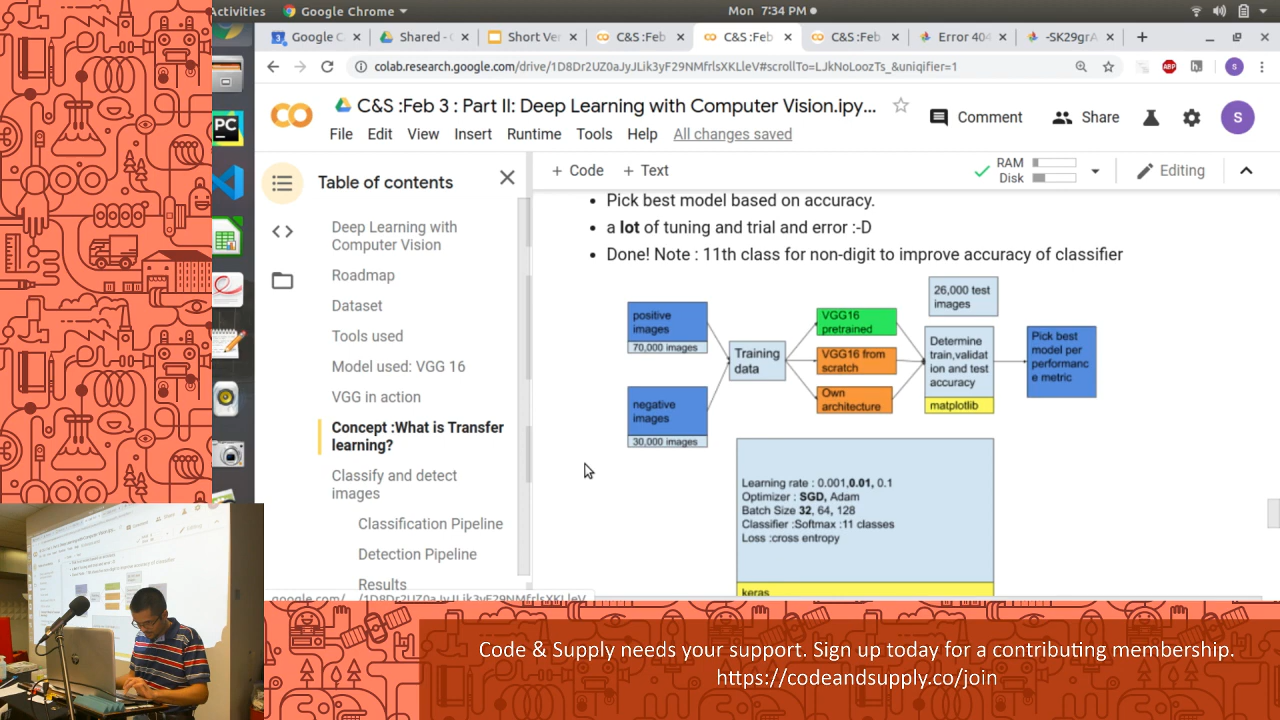 Activities
Google Chrome
Mon 7:34 PM
Google C
Shared -
Short Ve
C&S :Feb
C&S :Feb
C&S :Feb
Error 404
-SK29grA
colab.research.google.com/drive/1D8Dr2UZ0aJyJLik3yF29NMfrlsXKLleV#scrollTo=LJkNoLoozTs_&uniqifier=1
ABP
S
C&S :Feb 3 : Part II: Deep Learning with Computer Vision.ipy...
Comment
Share
S
File Edit View Insert Runtime Tools Help All changes saved
+ Code + Text
RAM
Disk
Editing
PC
Table of contents
Deep Learning with
Computer Vision
Roadmap
Dataset
Tools used
Model used: VGG 16
VGG in action
Concept :What is Transfer
learning?
Classify and detect
images
Classification Pipeline
Detection Pipeline
Results
Pick best model based on accuracy.
a lot of tuning and trial and error :-D
Done! Note : 11th class for non-digit to improve accuracy of classifier
positive
images
70,000 images
negative
images
30,000 images
Training
data
VGG16
pretrained
VGG16 from
scratch
Own
architecture
26,000 test
images
Determine
train,validat
ion and test
accuracy
matplotlib
Pick best
model per
performanc
e metric
Learning rate : 0.001,0.01, 0.1
Optimizer : SGD, Adam
Batch Size 32, 64, 128
Classifier :Softmax :11 classes
Loss :cross entropy
keras
Code & Supply needs your support. Sign up today for a contributing membership.
https://codeandsupply.co/join